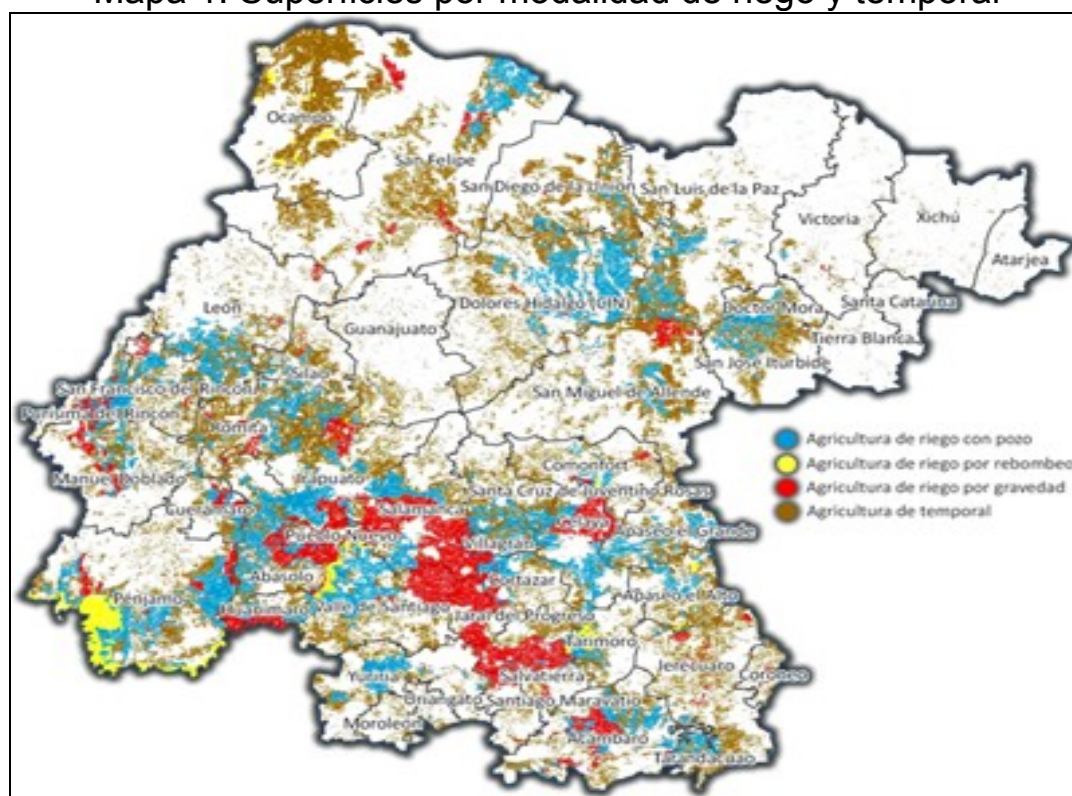 Mapa 1. Superficies por modalidad de riego y temporal
Ocampo
San Felipe
San Diego de la Unión
San Luis de la Paz
Victoria
Xichú
Atarjea
León
Guanajuato
Dolores Hidalgo (CIN)
Doctor Mora
Santa Catarina
Tierra Blanca
San José Iturbide
Silao
San Francisco del Rincón
San Miguel de Allende
Purísima del Rincón
Romita
Agricultura de riego con pozo
Agricultura de riego por rebombeo
Agricultura de riego por gravedad
Agricultura de temporal
Comonfort
Manuel Doblado
Irapuato
Santa Cruz de Juventino Rosas
Cuerámaro
Salamanca
Celaya
Apaseo el Grande
Pueblo Nuevo
Villagrán
Abasolo
Cortazar
Pénjamo
Apaseo el Alto
Huanímaro
Valle de Santiago
Jaral del Progreso
Tarimoro
Jerécuaro
Coroneo
Salvatierra
Yuriria
Uriangato
Santiago Maravatío
Moroleón
Acámbaro
Tarandacuao